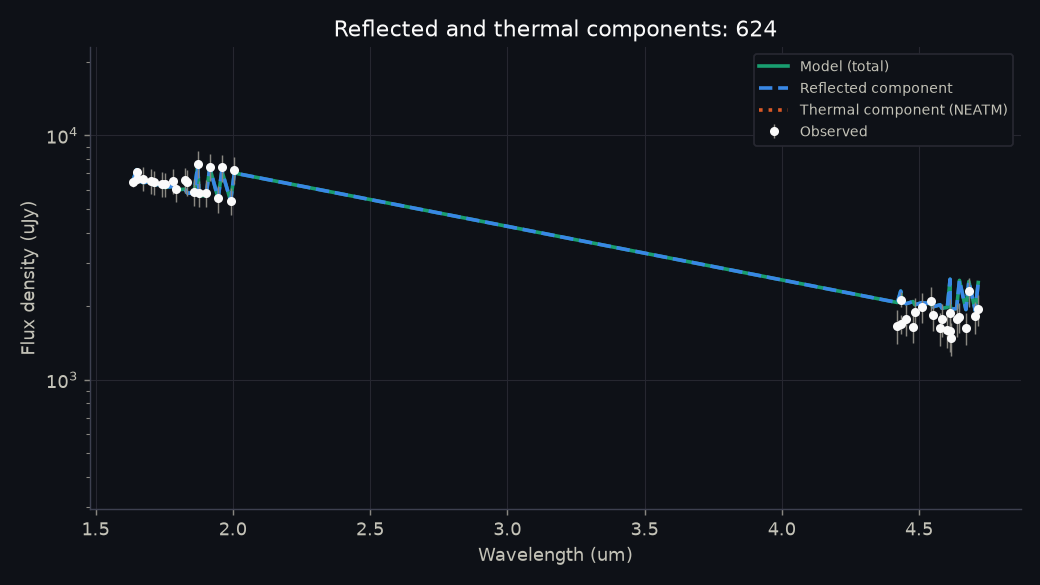 Reflected and thermal components: 624
Model (total)
Reflected component
Thermal component (NEATM)
Observed
Flux density (uJy)
10⁴
10³
1.5 2.0 2.5 3.0 3.5 4.0 4.5
Wavelength (um)